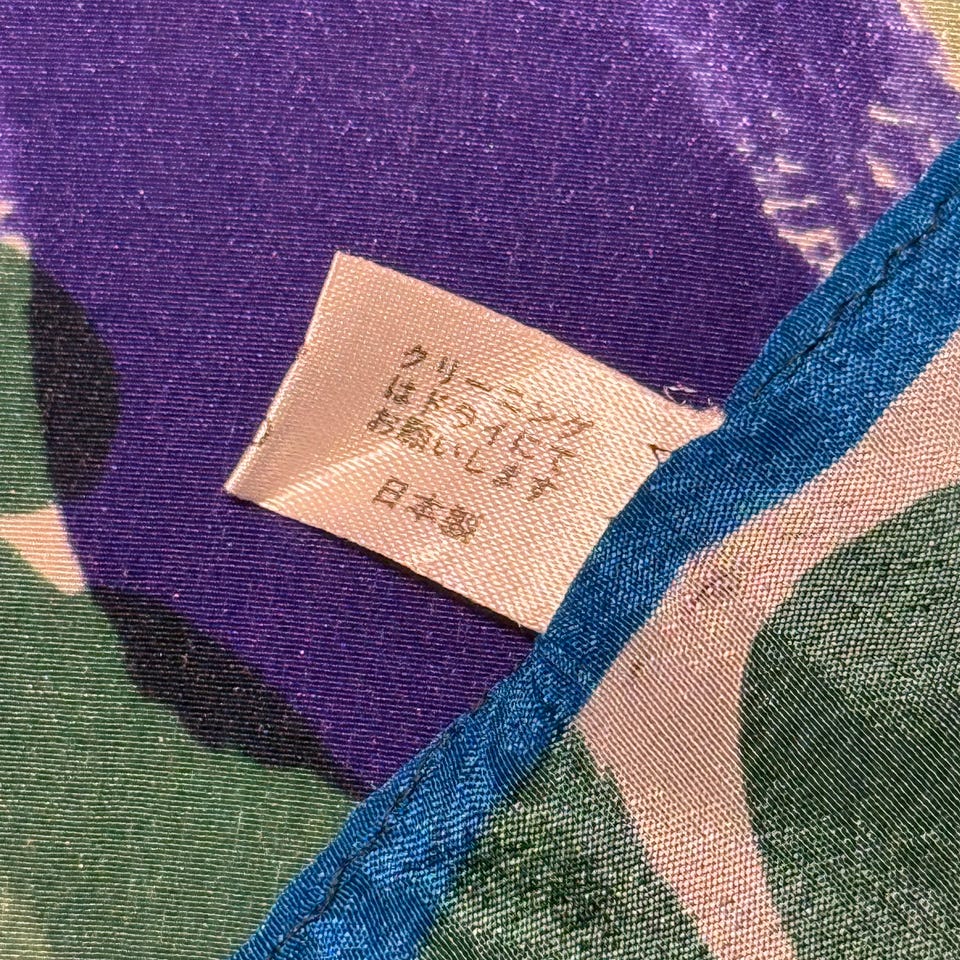 クリーニング
はドライにて
お願いします
日本製